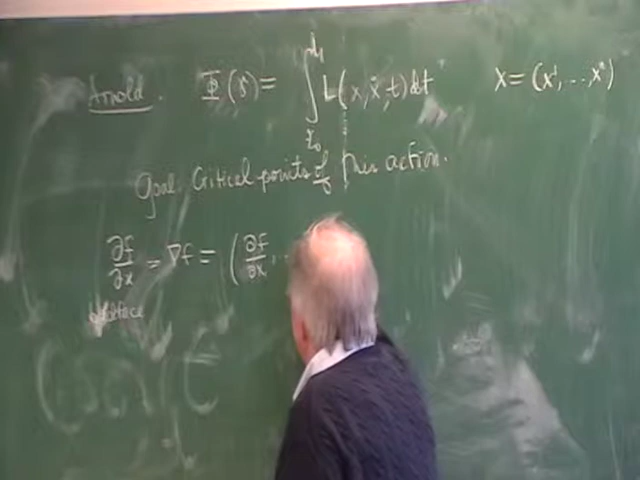 Arnold. Φ(γ) = ∫_{t₀}^{t₁} L(x, ẋ, t) dt x = (x¹, ..., xⁿ)
Goal: Critical points of this action.
∂f/∂x = ∇f = (∂f/∂x,